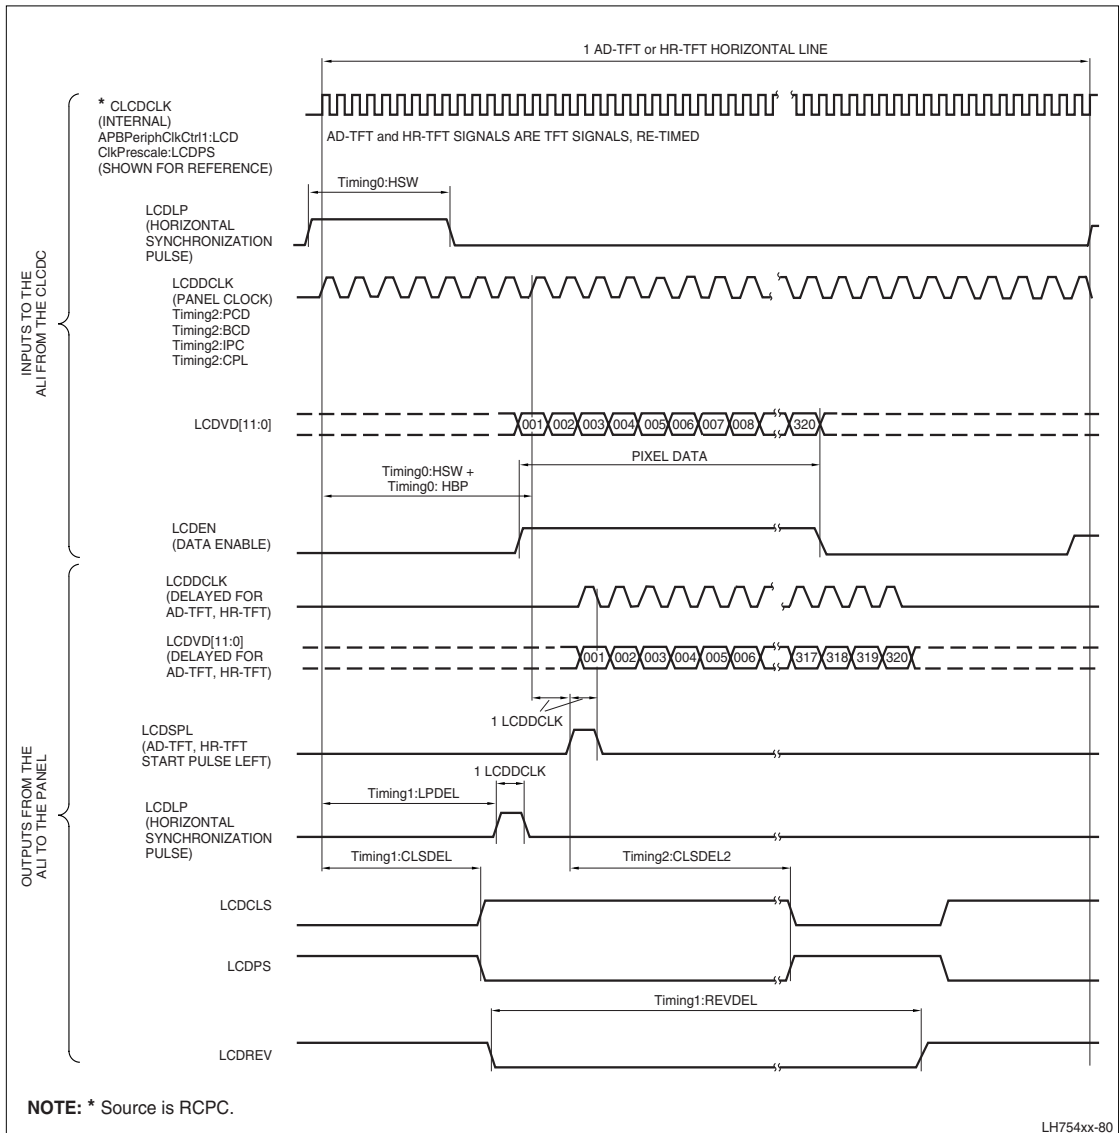 1 AD-TFT or HR-TFT HORIZONTAL LINE
* CLCDCLK
(INTERNAL)
APBPeriphClkCtrl1:LCD
ClkPrescale:LCDPS
(SHOWN FOR REFERENCE)
AD-TFT and HR-TFT SIGNALS ARE TFT SIGNALS, RE-TIMED
Timing0:HSW
LCDLP
(HORIZONTAL
SYNCHRONIZATION
PULSE)
INPUTS TO THE
ALI FROM THE CLCDC
LCDDCLK
(PANEL CLOCK)
Timing2:PCD
Timing2:BCD
Timing2:IPC
Timing2:CPL
LCDVD[11:0]
001 002 003 004 005 006 007 008 320
PIXEL DATA
Timing0:HSW +
Timing0: HBP
LCDEN
(DATA ENABLE)
LCDDCLK
(DELAYED FOR
AD-TFT, HR-TFT)
LCDVD[11:0]
(DELAYED FOR
AD-TFT, HR-TFT)
001 002 003 004 005 006 317 318 319 320
1 LCDDCLK
LCDSPL
(AD-TFT, HR-TFT
START PULSE LEFT)
OUTPUTS FROM THE
ALI TO THE PANEL
1 LCDDCLK
Timing1:LPDEL
LCDLP
(HORIZONTAL
SYNCHRONIZATION
PULSE)
Timing1:CLSDEL
Timing2:CLSDEL2
LCDCLS
LCDPS
Timing1:REVDEL
LCDREV
NOTE: * Source is RCPC.
LH754xx-80